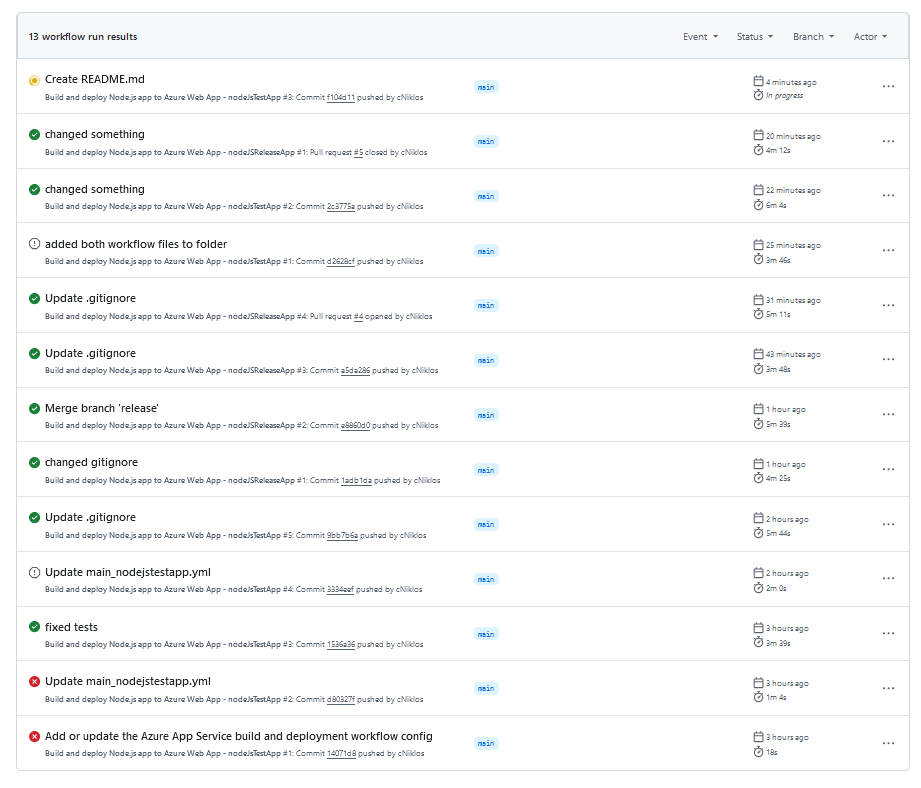 13 workflow run results
Event Status Branch Actor
Create README.md
Build and deploy Node.js app to Azure Web App - nodeJsTestApp #3: Commit f104d11 pushed by cNiklos
main
4 minutes ago
In progress
changed something
Build and deploy Node.js app to Azure Web App - nodeJSReleaseApp #1: Pull request #5 closed by cNiklos
main
20 minutes ago
4m 12s
changed something
Build and deploy Node.js app to Azure Web App - nodeJsTestApp #2: Commit 2c3775a pushed by cNiklos
main
22 minutes ago
6m 4s
added both workflow files to folder
Build and deploy Node.js app to Azure Web App - nodeJsTestApp #1: Commit d2628cf pushed by cNiklos
main
25 minutes ago
3m 46s
Update .gitignore
Build and deploy Node.js app to Azure Web App - nodeJSReleaseApp #4: Pull request #4 opened by cNiklos
main
31 minutes ago
5m 11s
Update .gitignore
Build and deploy Node.js app to Azure Web App - nodeJSReleaseApp #3: Commit a5da286 pushed by cNiklos
main
43 minutes ago
3m 48s
Merge branch 'release'
Build and deploy Node.js app to Azure Web App - nodeJSReleaseApp #2: Commit e8860d0 pushed by cNiklos
main
1 hour ago
5m 39s
changed gitignore
Build and deploy Node.js app to Azure Web App - nodeJSReleaseApp #1: Commit 1adb1da pushed by cNiklos
main
1 hour ago
4m 25s
Update .gitignore
Build and deploy Node.js app to Azure Web App - nodeJsTestApp #5: Commit 9bb7b6a pushed by cNiklos
main
2 hours ago
5m 44s
Update main_nodejstestapp.yml
Build and deploy Node.js app to Azure Web App - nodeJsTestApp #4: Commit 3334eef pushed by cNiklos
main
2 hours ago
2m 0s
fixed tests
Build and deploy Node.js app to Azure Web App - nodeJsTestApp #3: Commit 1536a36 pushed by cNiklos
main
3 hours ago
3m 39s
Update main_nodejstestapp.yml
Build and deploy Node.js app to Azure Web App - nodeJsTestApp #2: Commit d80327f pushed by cNiklos
main
3 hours ago
1m 4s
Add or update the Azure App Service build and deployment workflow config
Build and deploy Node.js app to Azure Web App - nodeJsTestApp #1: Commit 14071d8 pushed by cNiklos
main
3 hours ago
18s